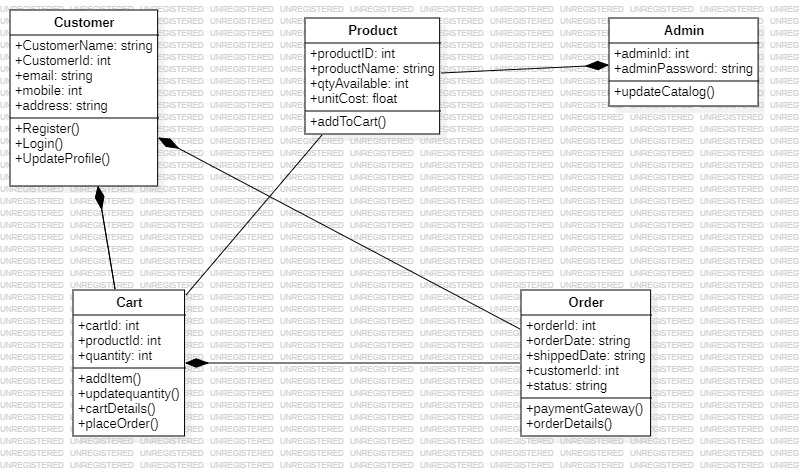 Customer
+CustomerName: string
+CustomerId: int
+email: string
+mobile: int
+address: string
+Register()
+Login()
+UpdateProfile()
Product
+productID: int
+productName: string
+qtyAvailable: int
+unitCost: float
+addToCart()
Admin
+adminId: int
+adminPassword: string
+updateCatalog()
Cart
+cartId: int
+productId: int
+quantity: int
+addItem()
+updatequantity()
+cartDetails()
+placeOrder()
Order
+orderId: int
+orderDate: string
+shippedDate: string
+customerId: int
+status: string
+paymentGateway()
+orderDetails()
UNREGISTERED